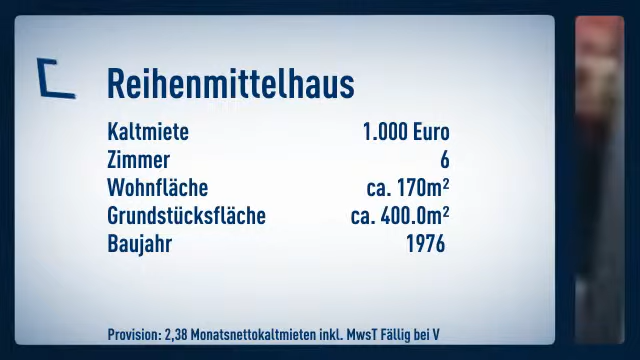 Reihenmittelhaus
Kaltmiete 1.000 Euro
Zimmer 6
Wohnfläche ca. 170m²
Grundstücksfläche ca. 400.0m²
Baujahr 1976
Provision: 2,38 Monatsnettokaltmieten inkl. MwsT Fällig bei V